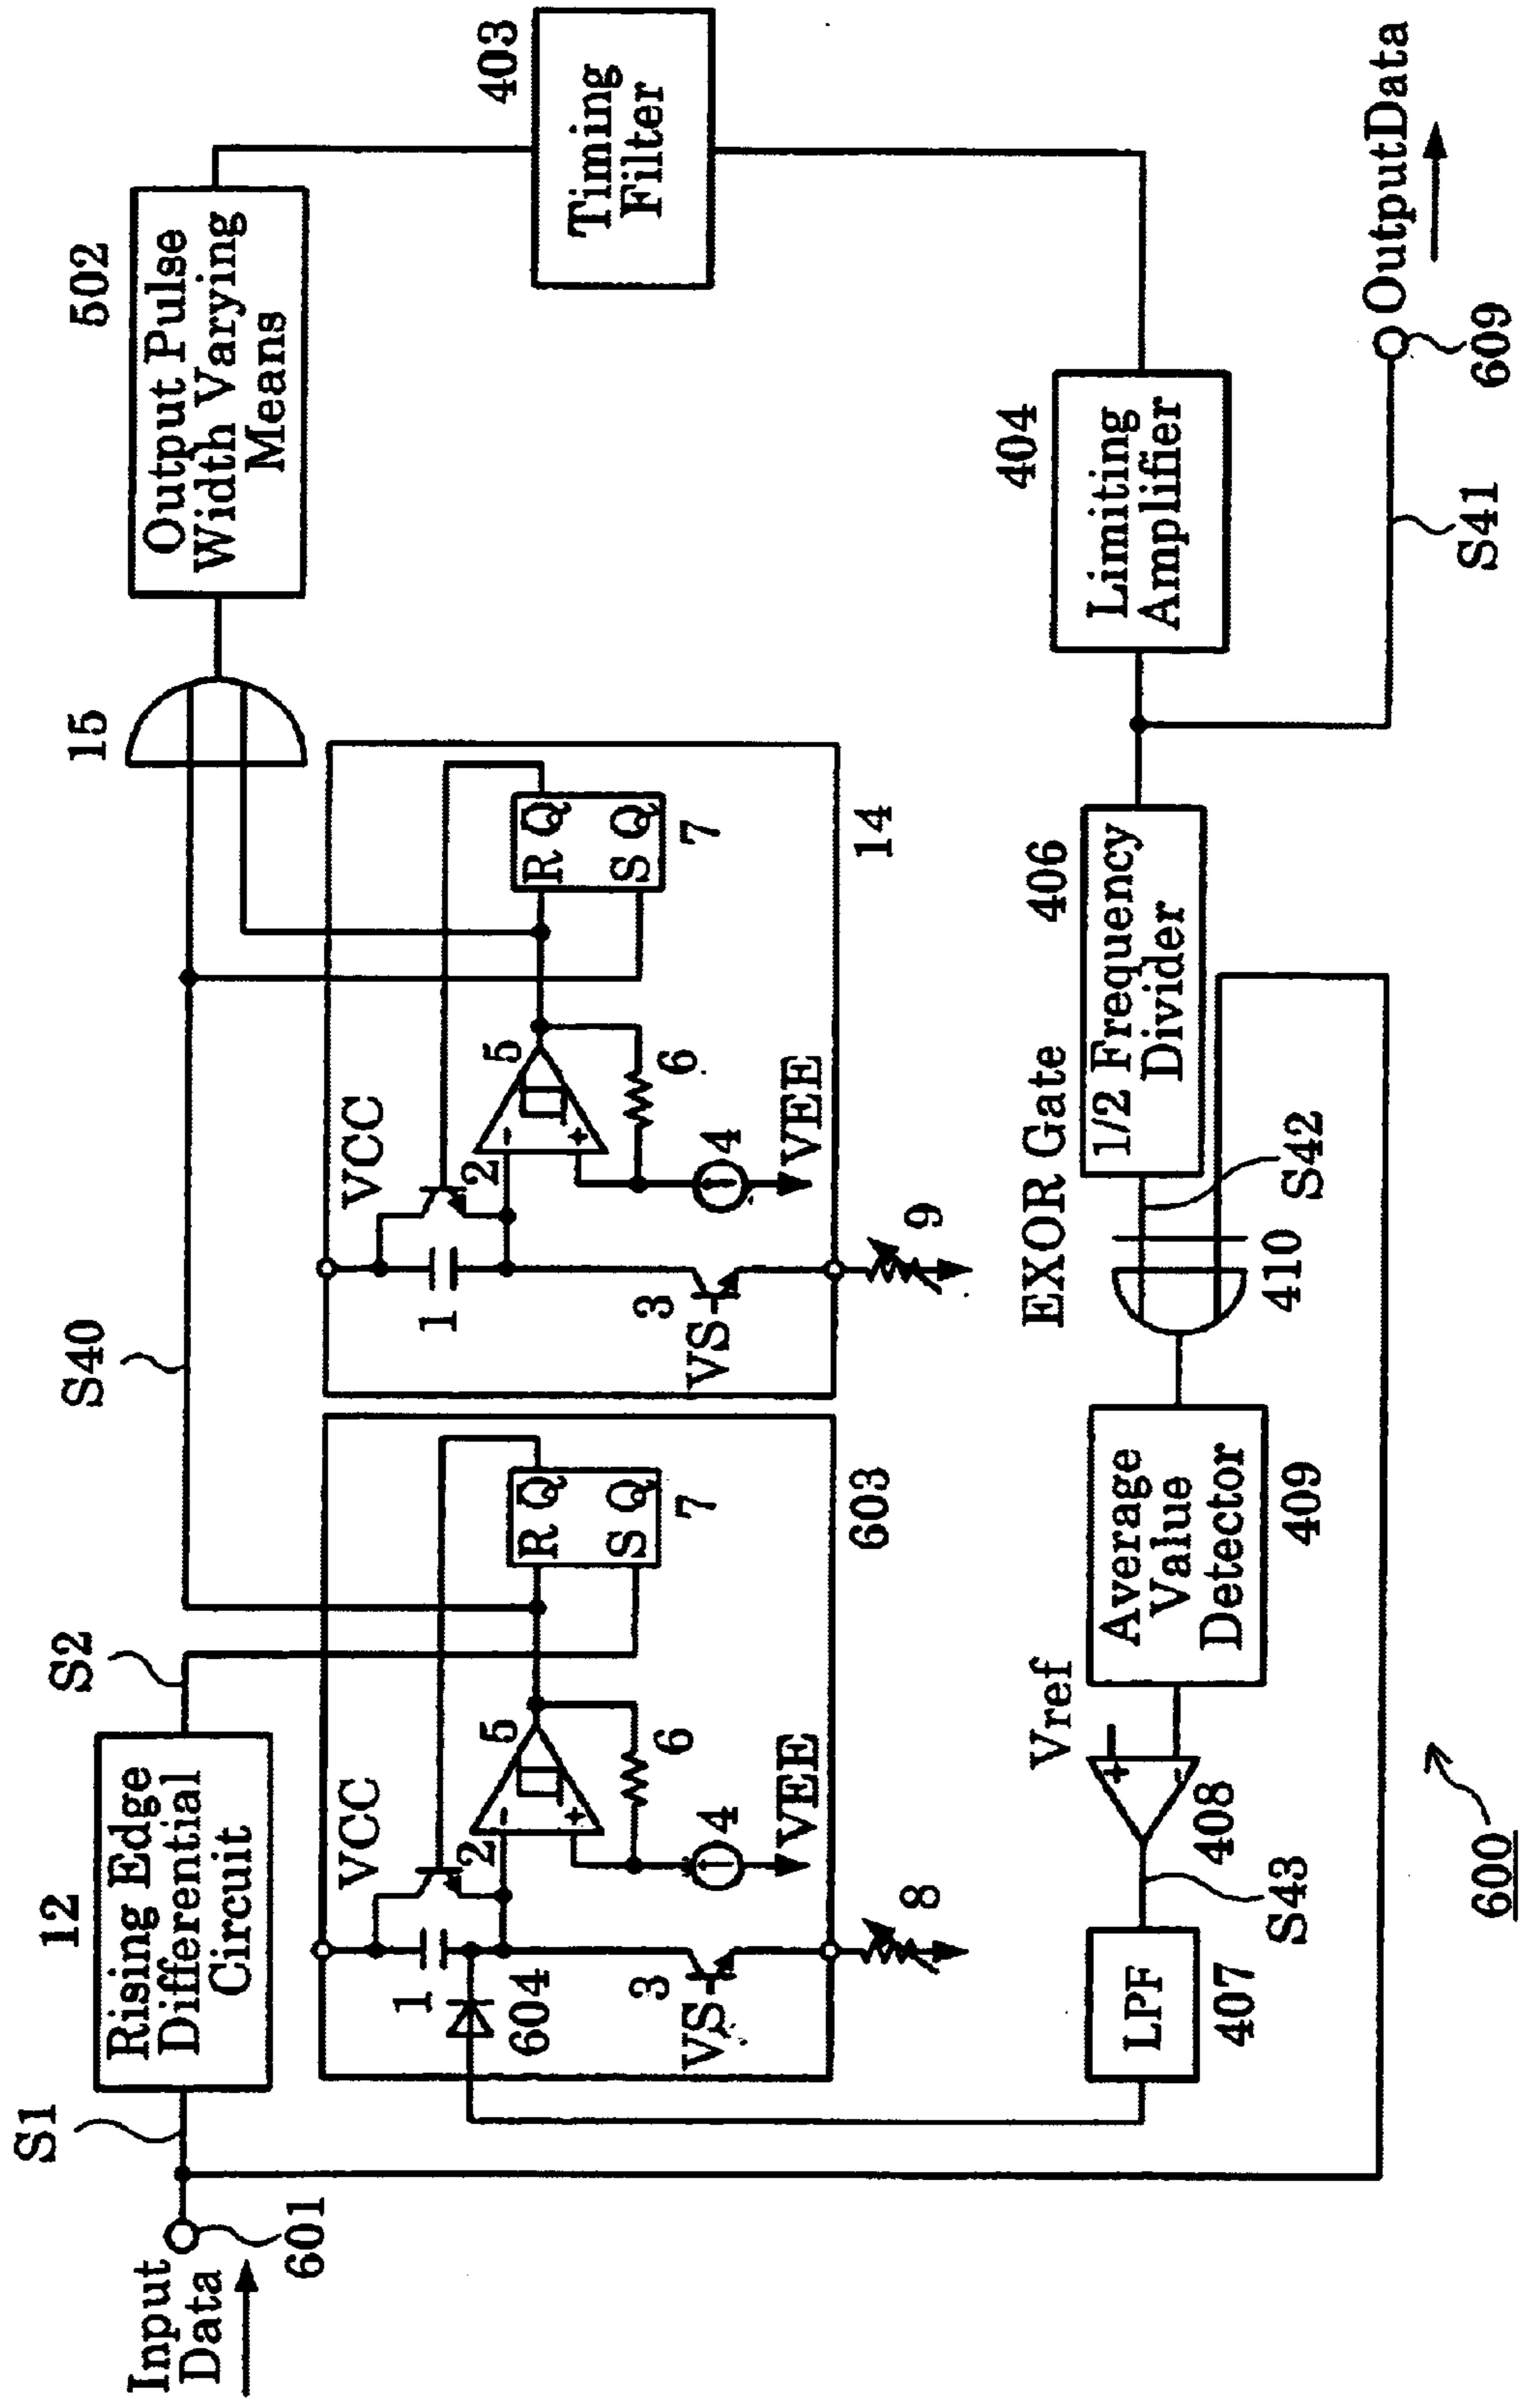 Input
Data
601
S1
12
Rising Edge
Differential
Circuit
S2
S40
15
502
Output Pulse
Width Varying
Means
403
Timing
Filter
VCC
1
2
604
3
VS
5
-
+
6
4
VEE
R Q
S Q
7
8
603
VCC
1
2
3
VS
5
-
+
6
4
VEE
R Q
S Q
7
9
14
LPF
407
S43
408
Vref
+
-
Average
Value
Detector
409
EXOR Gate
410
S42
406
1/2 Frequency
Divider
404
Limiting
Amplifier
S41
609
OutputData
600